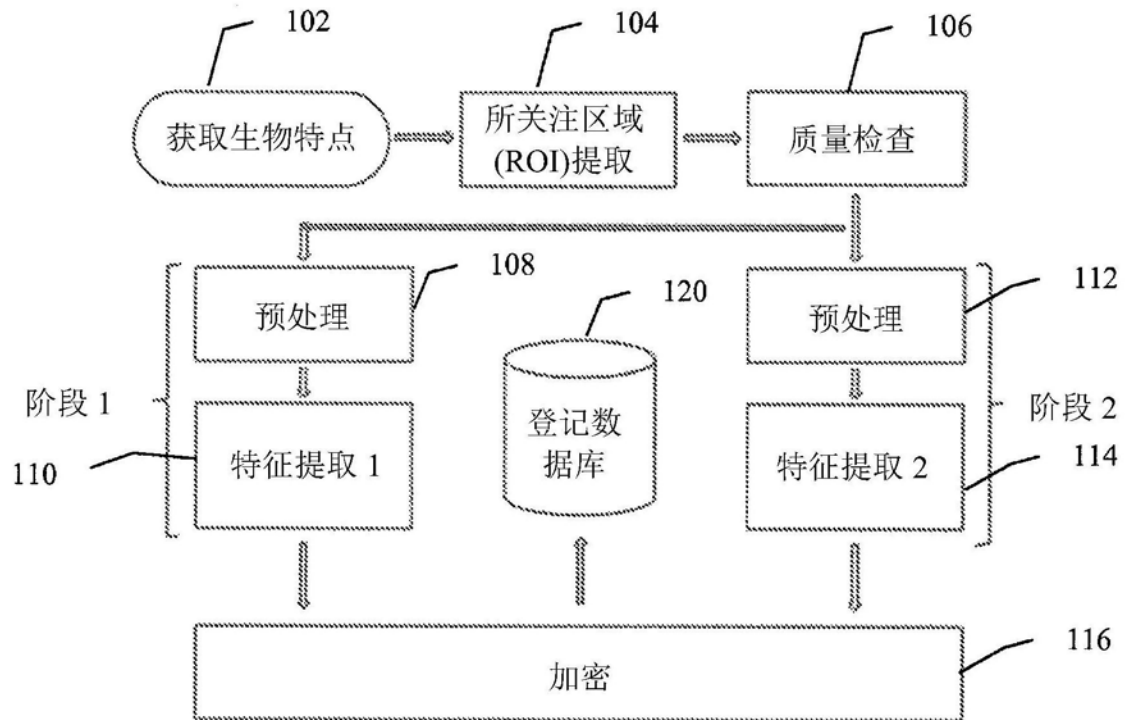 102
104
106
获取生物特点
所关注区域
(ROI)提取
质量检查
108
120
112
预处理
预处理
阶段 1
登记数
据库
阶段 2
110
特征提取 1
特征提取 2
114
116
加密